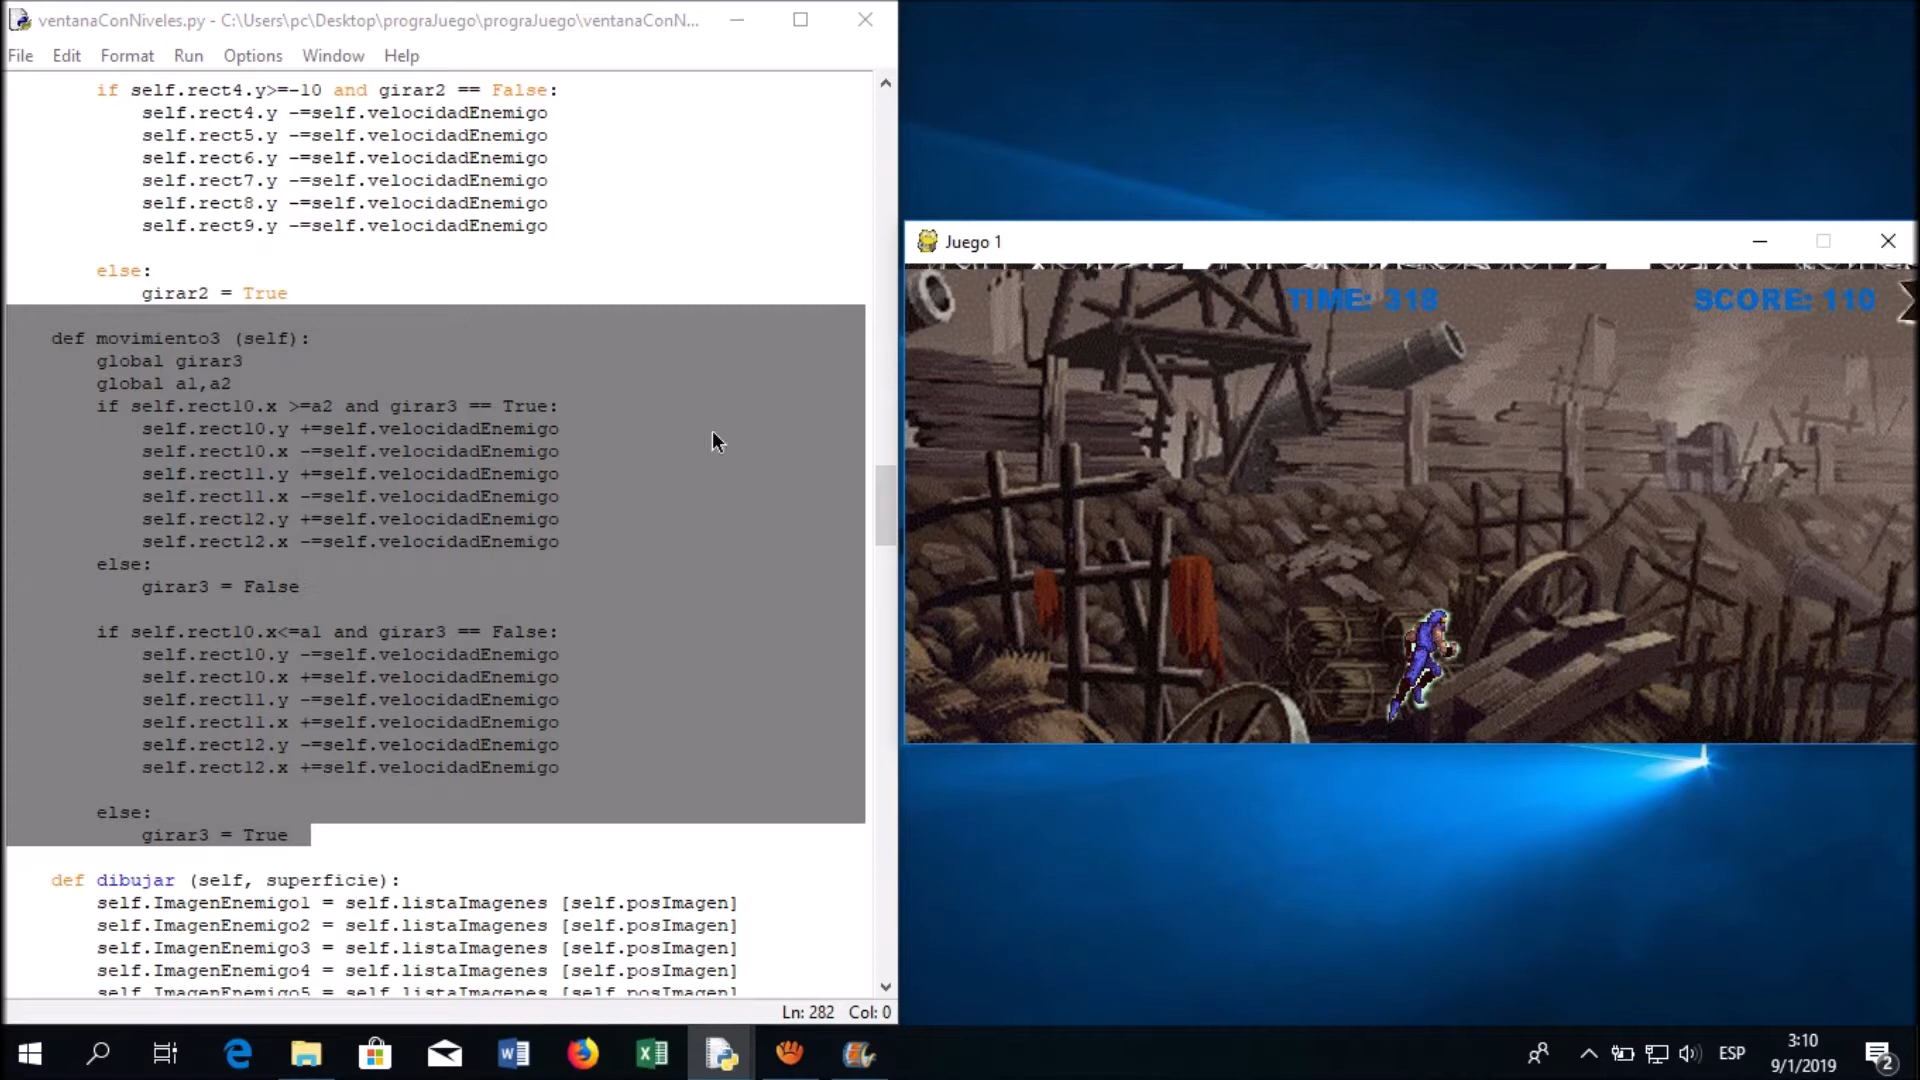 ventanaConNiveles.py - C:\Users\pc\Desktop\prograJuego\prograJuego\ventanaConN...
File Edit Format Run Options Window Help
if self.rect4.y>=-10 and girar2 == False:
self.rect4.y -=self.velocidadEnemigo
self.rect5.y -=self.velocidadEnemigo
self.rect6.y -=self.velocidadEnemigo
self.rect7.y -=self.velocidadEnemigo
self.rect8.y -=self.velocidadEnemigo
self.rect9.y -=self.velocidadEnemigo
else:
girar2 = True
def movimiento3 (self):
global girar3
global a1,a2
if self.rect10.x >=a2 and girar3 == True:
self.rect10.y +=self.velocidadEnemigo
self.rect10.x -=self.velocidadEnemigo
self.rect11.y +=self.velocidadEnemigo
self.rect11.x -=self.velocidadEnemigo
self.rect12.y +=self.velocidadEnemigo
self.rect12.x -=self.velocidadEnemigo
else:
girar3 = False
if self.rect10.x<=a1 and girar3 == False:
self.rect10.y -=self.velocidadEnemigo
self.rect10.x +=self.velocidadEnemigo
self.rect11.y -=self.velocidadEnemigo
self.rect11.x +=self.velocidadEnemigo
self.rect12.y -=self.velocidadEnemigo
self.rect12.x +=self.velocidadEnemigo
else:
girar3 = True
def dibujar (self, superficie):
self.ImagenEnemigo1 = self.listaImagenes [self.posImagen]
self.ImagenEnemigo2 = self.listaImagenes [self.posImagen]
self.ImagenEnemigo3 = self.listaImagenes [self.posImagen]
self.ImagenEnemigo4 = self.listaImagenes [self.posImagen]
self.ImagenEnemigo5 = self.listaImagenes [self.posImagen]
Ln: 282 Col: 0
Juego 1
TIME: 318 SCORE: 110
ESP
3:10
9/1/2019
2